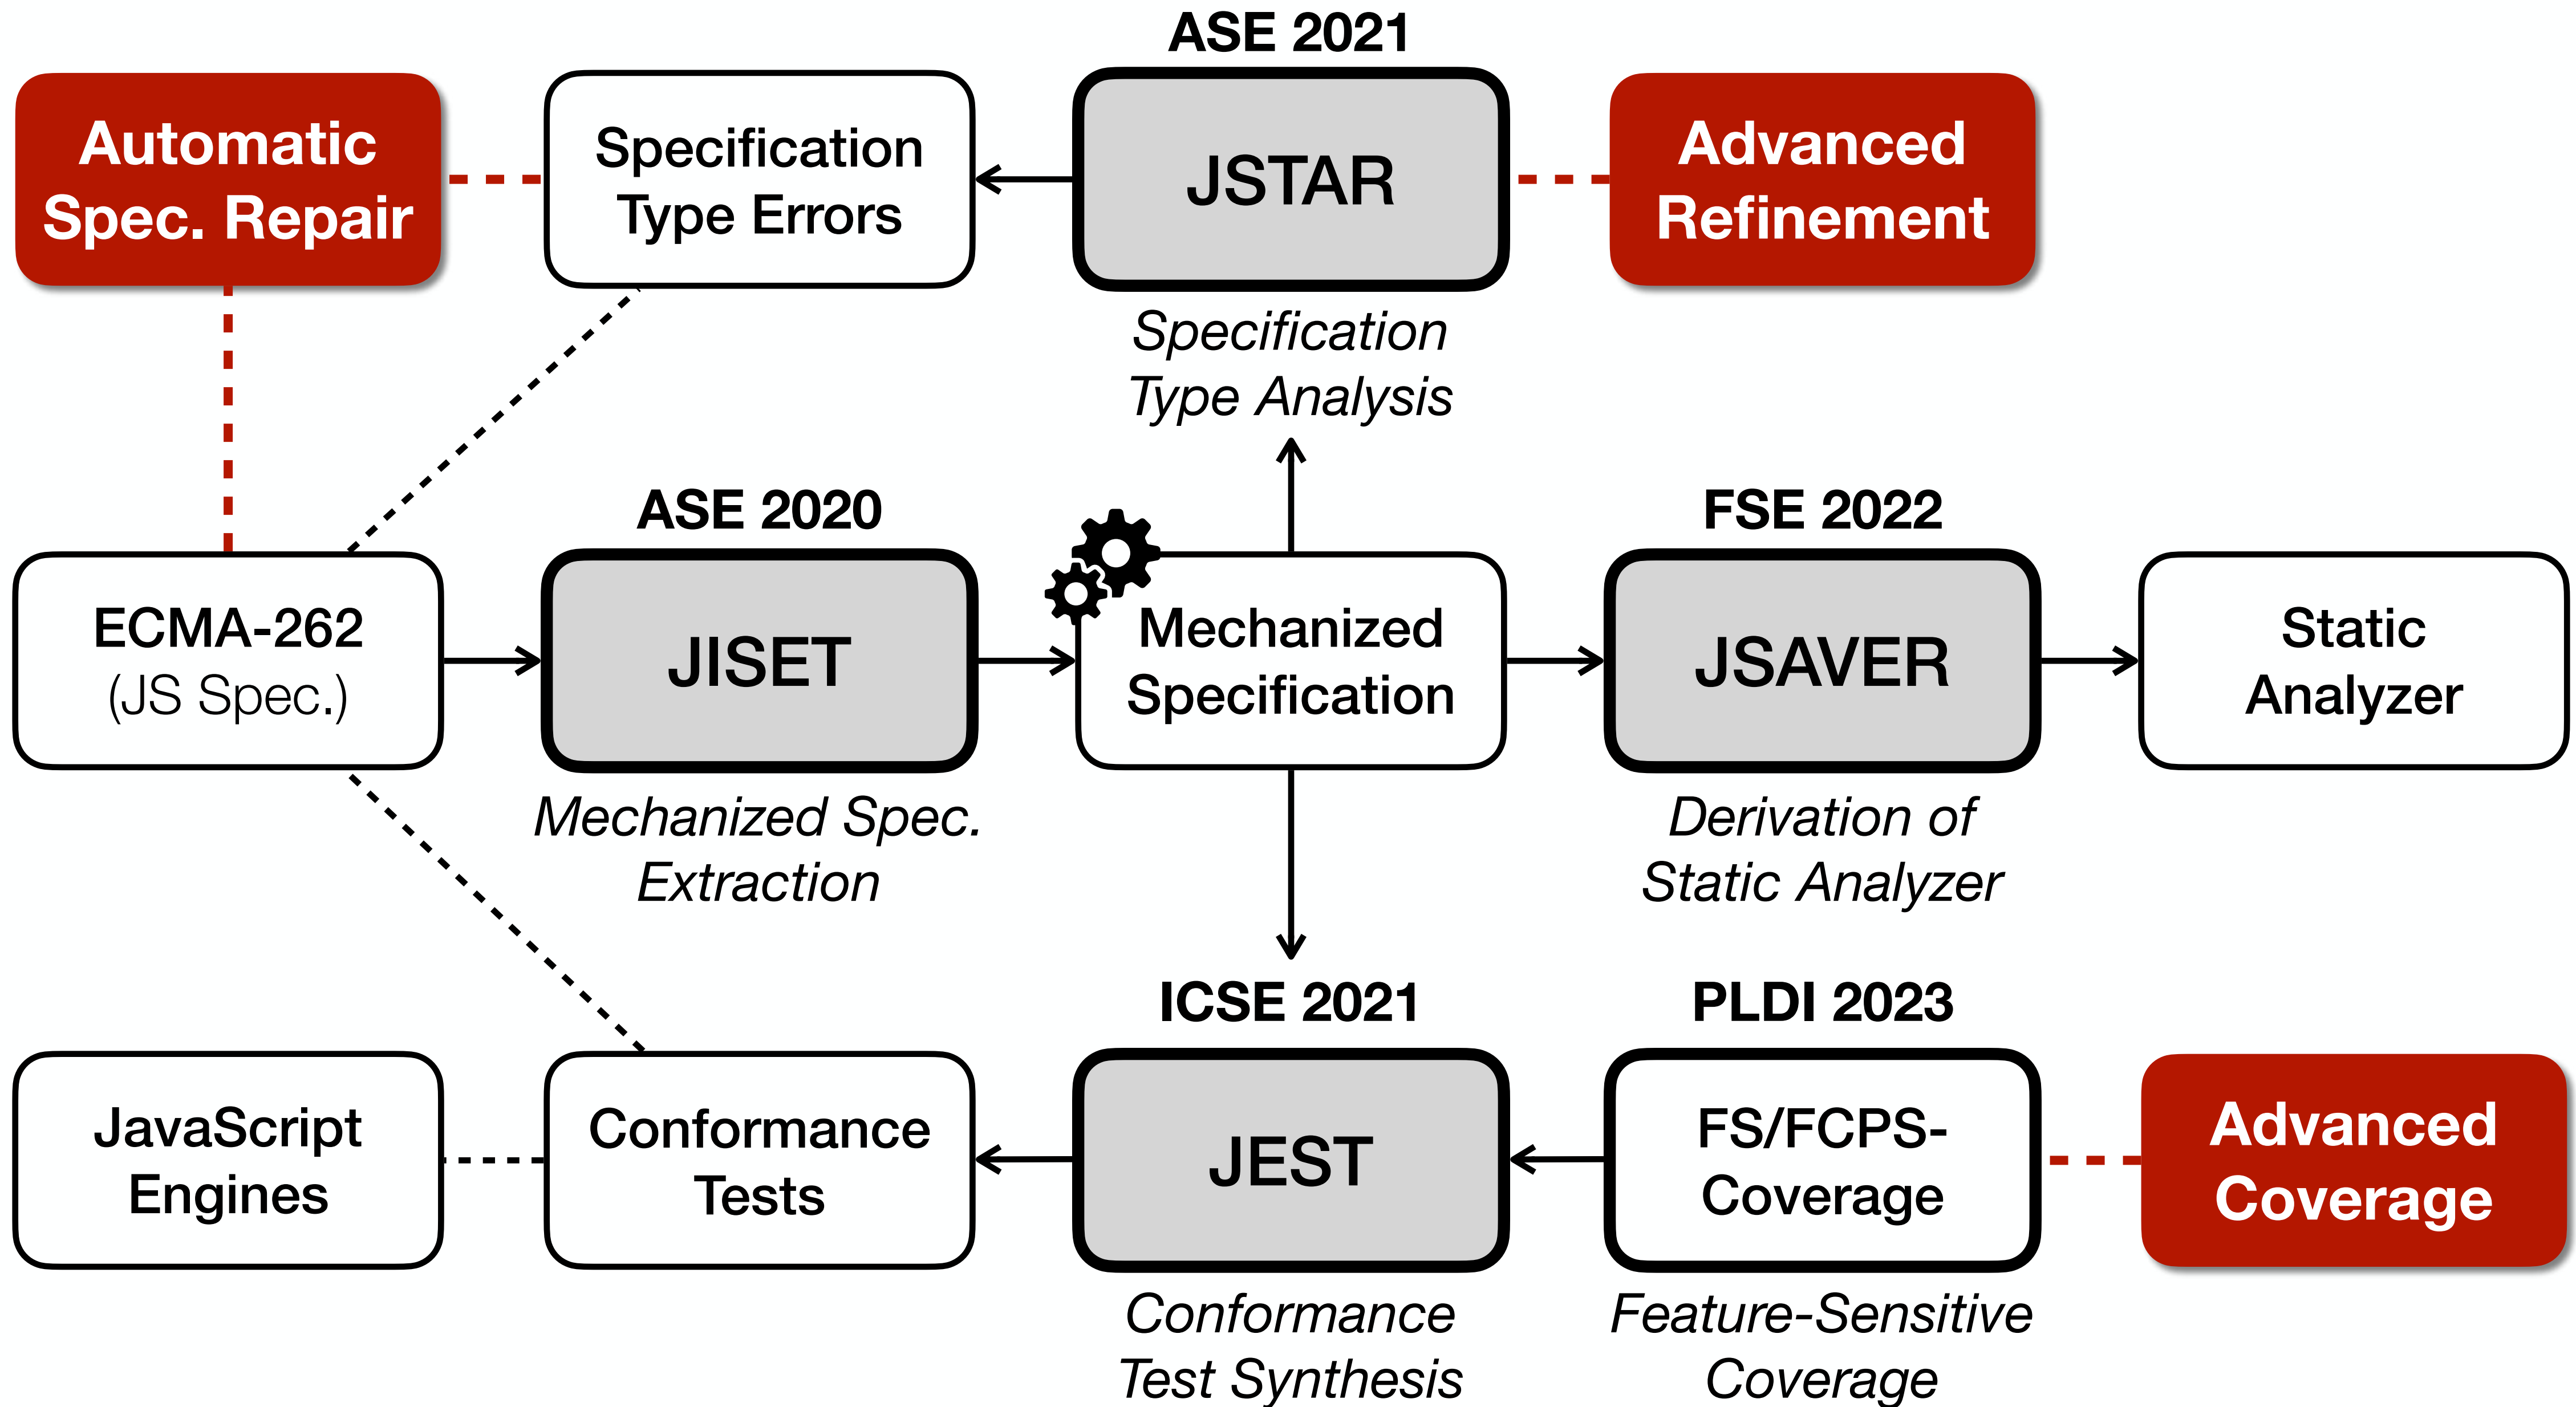 ASE 2021
Automatic
Spec. Repair
Specification
Type Errors
JSTAR
Advanced
Refinement
Specification
Type Analysis
ASE 2020
FSE 2022
ECMA-262
(JS Spec.)
JISET
Mechanized
Specification
JSAVER
Static
Analyzer
Mechanized Spec.
Extraction
Derivation of
Static Analyzer
ICSE 2021
PLDI 2023
JavaScript
Engines
Conformance
Tests
JEST
FS/FCPS-
Coverage
Advanced
Coverage
Conformance
Test Synthesis
Feature-Sensitive
Coverage